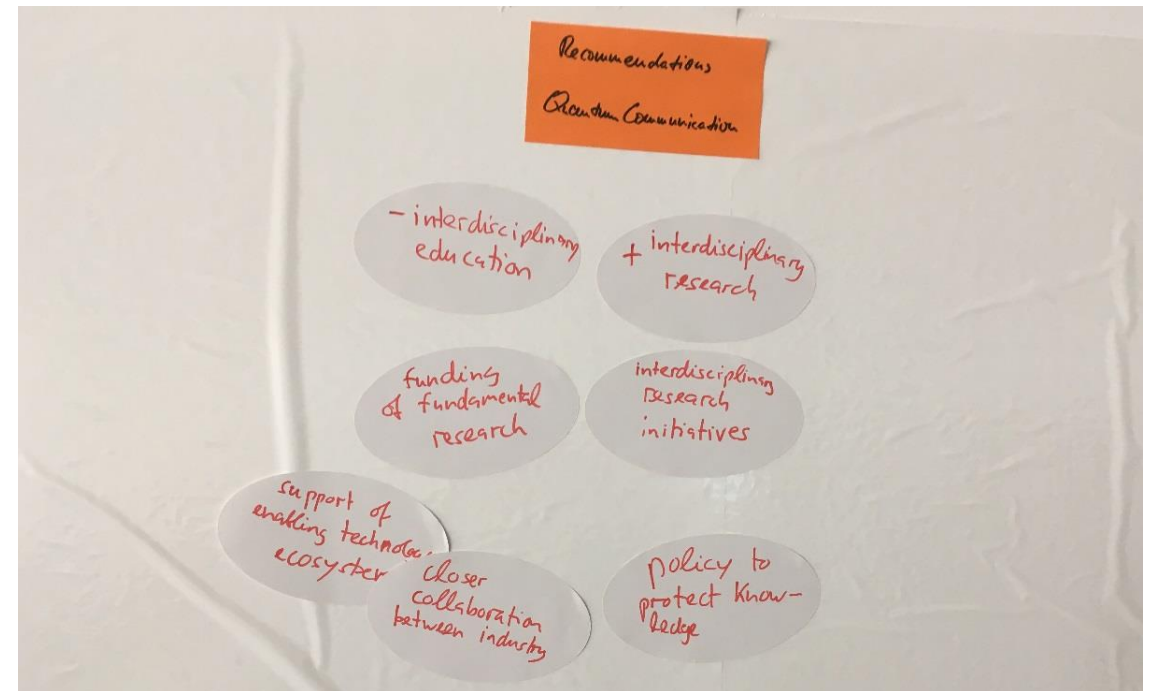 Recommendations
Quantum Communication
- interdisciplinary
education
+ interdisciplinary
research
funding
of fundamental
research
interdisciplinary
research
initiatives
support of
enabling technolo
ecosystem
closer
collaboration
between industry
policy to
protect know-
ledge